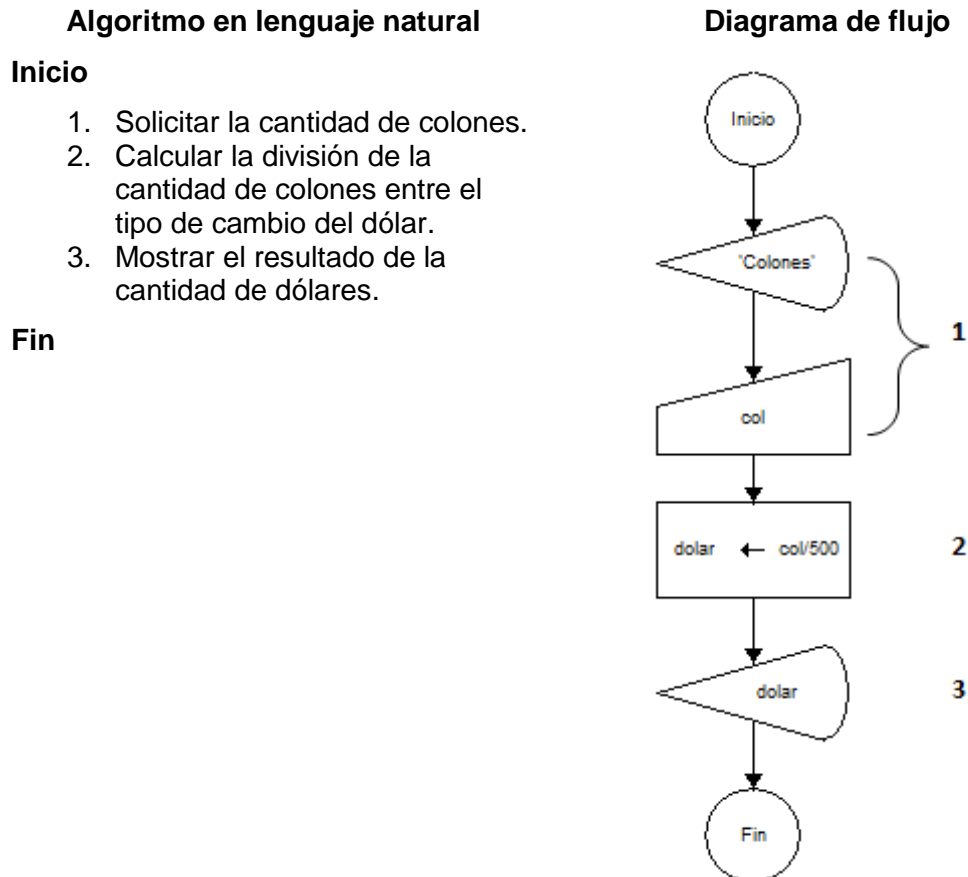 Algoritmo en lenguaje natural
Inicio
1. Solicitar la cantidad de colones.
2. Calcular la división de la
cantidad de colones entre el
tipo de cambio del dólar.
3. Mostrar el resultado de la
cantidad de dólares.
Fin
Diagrama de flujo
Inicio
'Colones'
1
col
dolar ← col/500
2
dolar
3
Fin